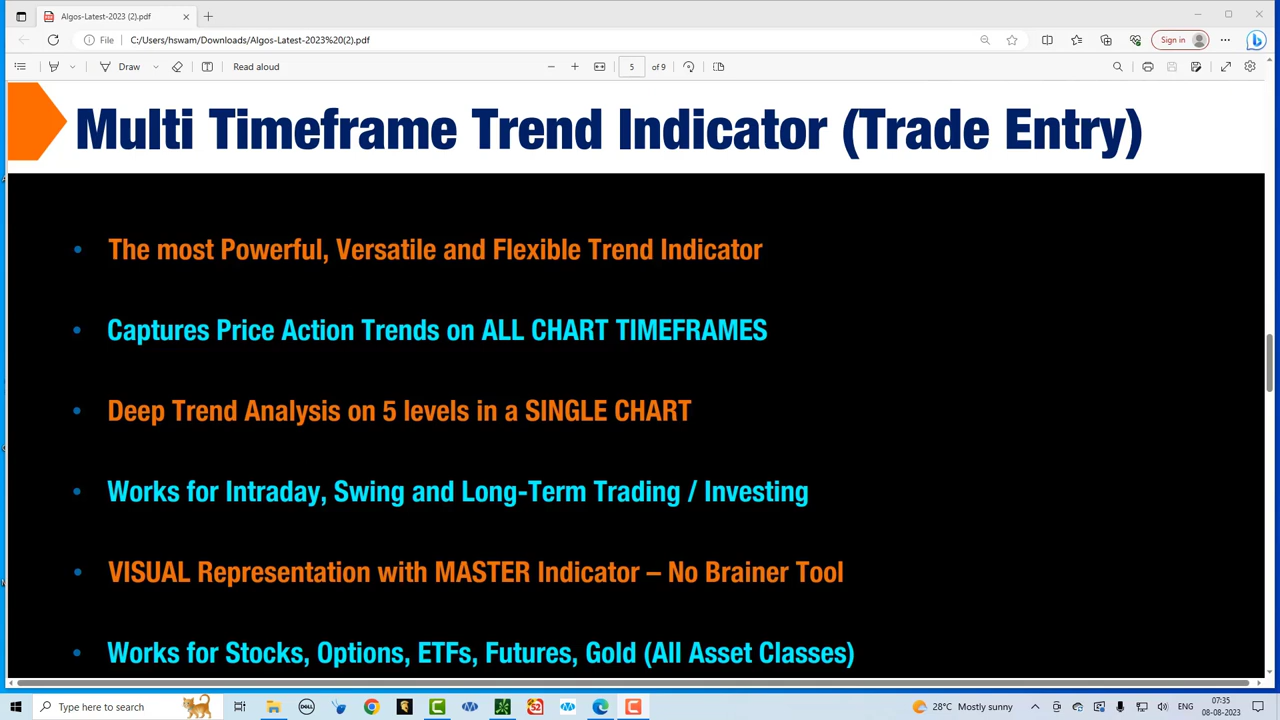 Algos-Latest-2023 (2).pdf
File
C:/Users/hswam/Downloads/Algos-Latest-2023%20(2).pdf
Sign in
Draw
Read aloud
5
of 9
Multi Timeframe Trend Indicator (Trade Entry)
• The most Powerful, Versatile and Flexible Trend Indicator
• Captures Price Action Trends on ALL CHART TIMEFRAMES
• Deep Trend Analysis on 5 levels in a SINGLE CHART
• Works for Intraday, Swing and Long-Term Trading / Investing
• VISUAL Representation with MASTER Indicator – No Brainer Tool
• Works for Stocks, Options, ETFs, Futures, Gold (All Asset Classes)
Type here to search
28°C Mostly sunny
ENG
07:35
08-08-2023